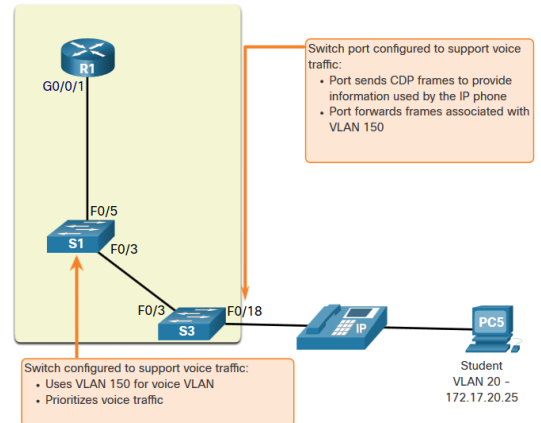 R1
G0/0/1
Switch port configured to support voice
traffic:
• Port sends CDP frames to provide
information used by the IP phone
• Port forwards frames associated with
VLAN 150
F0/5
S1
F0/3
F0/3
S3
F0/18
IP
PC5
Student
VLAN 20 -
172.17.20.25
Switch configured to support voice traffic:
• Uses VLAN 150 for voice VLAN
• Prioritizes voice traffic